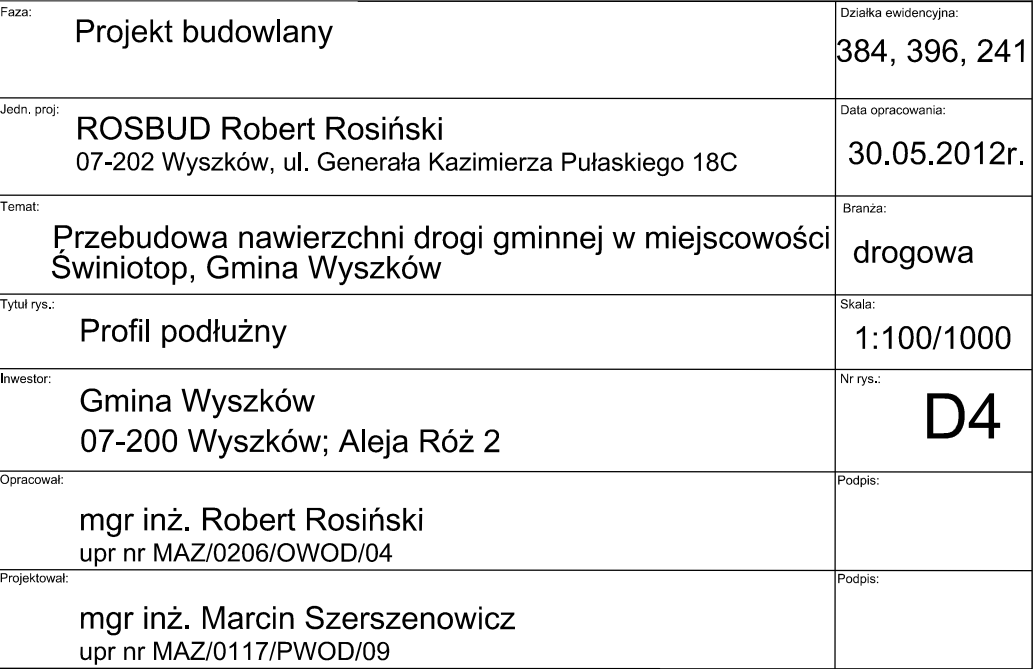 Faza:
Projekt budowlany
Działka ewidencyjna:
384, 396, 241
Jedn. proj:
ROSBUD Robert Rosiński
07-202 Wyszków, ul. Generała Kazimierza Pułaskiego 18C
Data opracowania:
30.05.2012r.
Temat:
Przebudowa nawierzchni drogi gminnej w miejscowości
Świniotop, Gmina Wyszków
Branża:
drogowa
Tytuł rys.:
Profil podłużny
Skala:
1:100/1000
Inwestor:
Gmina Wyszków
07-200 Wyszków; Aleja Róż 2
Nr rys.:
D4
Opracował:
mgr inż. Robert Rosiński
upr nr MAZ/0206/OWOD/04
Podpis:
Projektował:
mgr inż. Marcin Szerszenowicz
upr nr MAZ/0117/PWOD/09
Podpis: